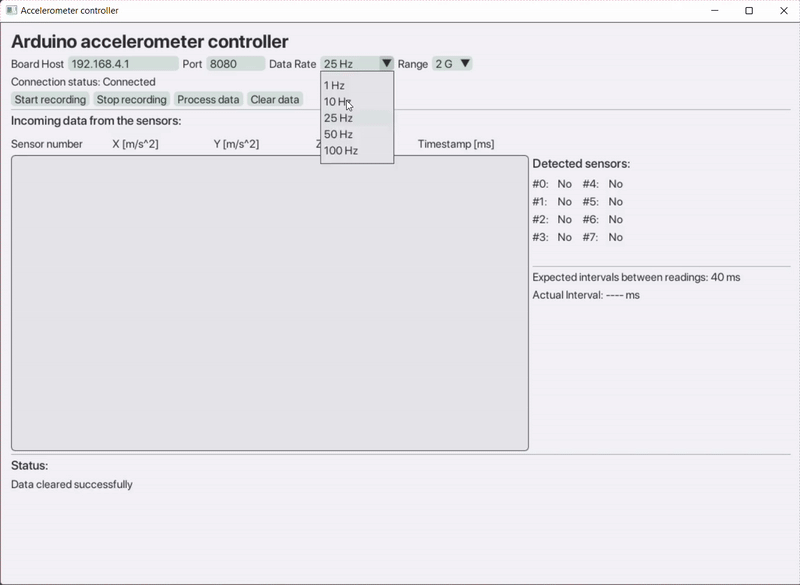 Accelerometer controller
Arduino accelerometer controller
Board Host 192.168.4.1 Port 8080 Data Rate 25 Hz Range 2 G
Connection status: Connected
1 Hz
Start recording Stop recording Process data Clear data
10 Hz
25 Hz
50 Hz
100 Hz
Incoming data from the sensors:
Sensor number X [m/s^2] Y [m/s^2] Timestamp [ms]
Detected sensors:
#0: No #4: No
#1: No #5: No
#2: No #6: No
#3: No #7: No
Expected intervals between readings: 40 ms
Actual Interval: ---- ms
Status:
Data cleared successfully